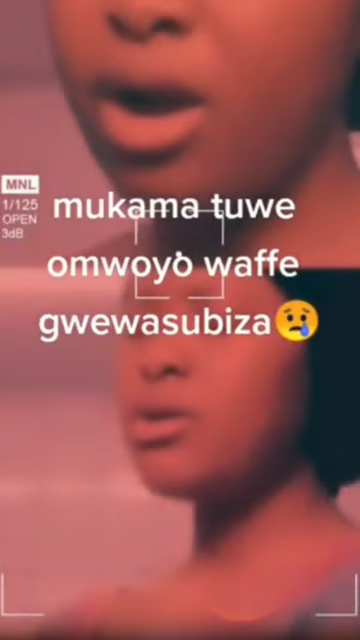 MNL
1/125
OPEN
3dB
mukama tuwe
omwoyo waffe
gwewasubiza😢